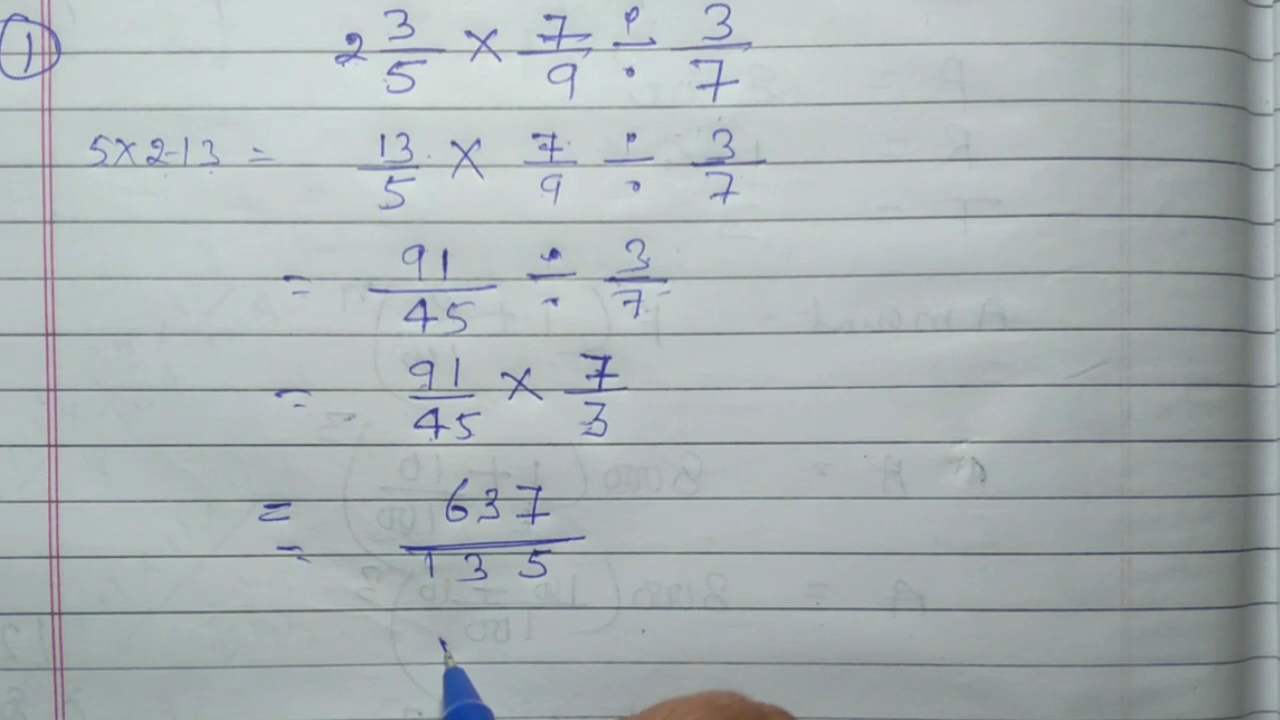 ① 2 3/5 × 7/9 ÷ 3/7
5×2-13 = 13/5 × 7/9 ÷ 3/7
= 91/45 ÷ 3/7
= 91/45 × 7/3
= = 637/135